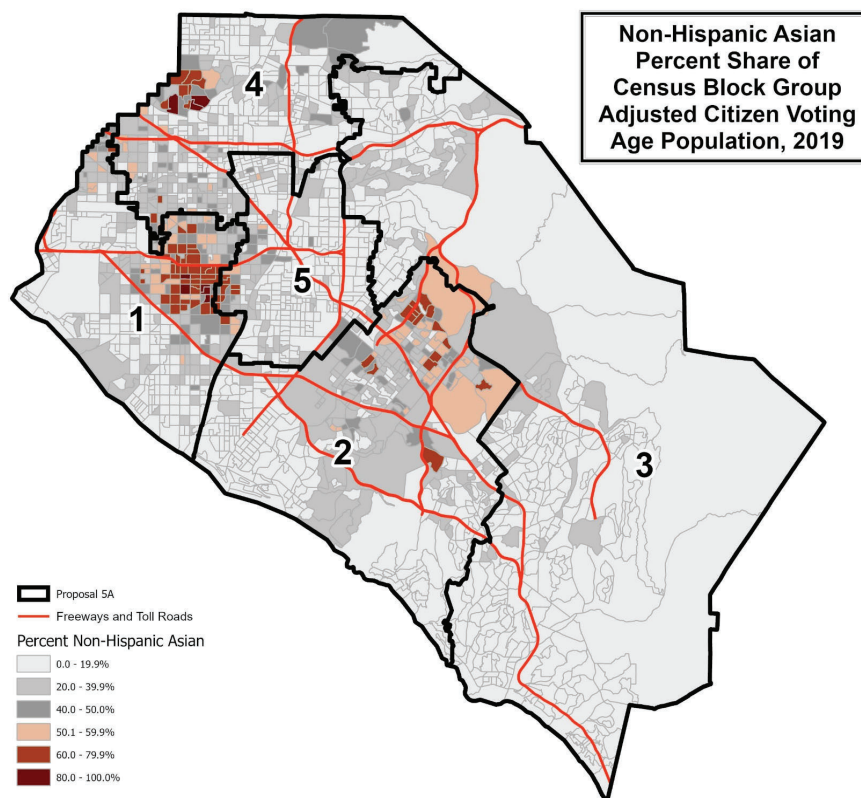 Non-Hispanic Asian
Percent Share of
Census Block Group
Adjusted Citizen Voting
Age Population, 2019
4
5
1
2
3
Proposal 5A
Freeways and Toll Roads
Percent Non-Hispanic Asian
0.0 - 19.9%
20.0 - 39.9%
40.0 - 50.0%
50.1 - 59.9%
60.0 - 79.9%
80.0 - 100.0%